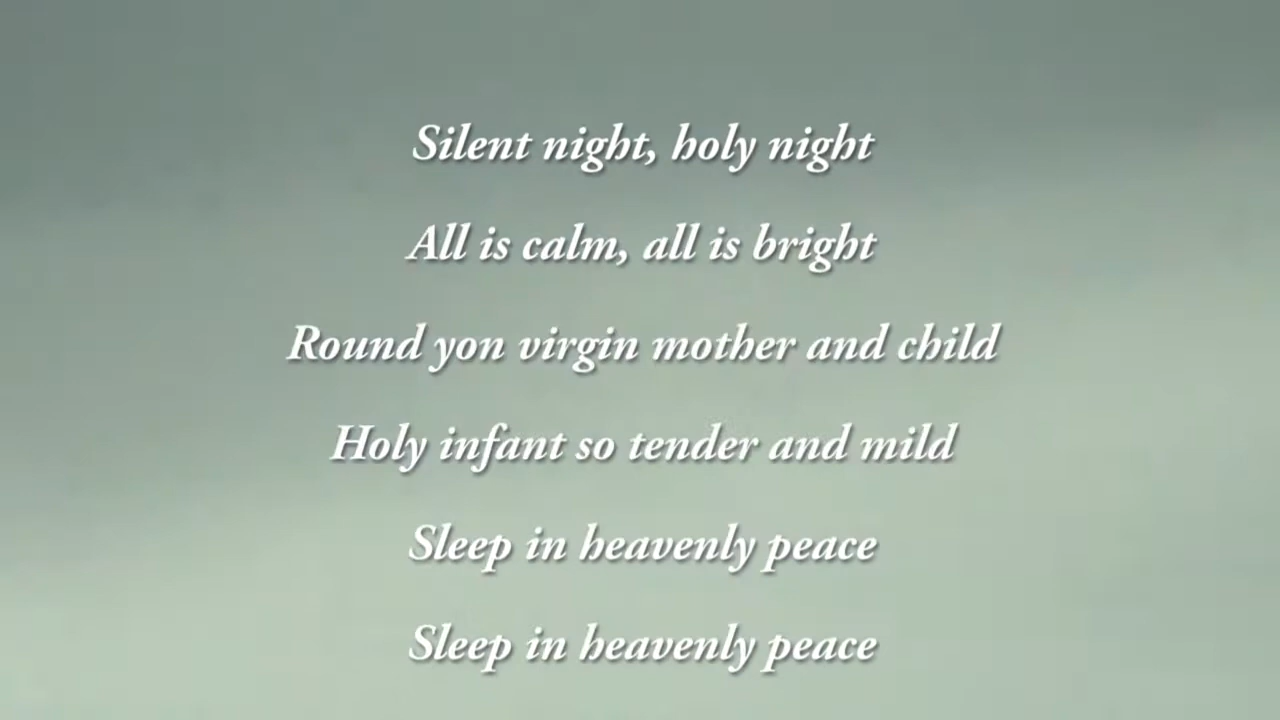 Silent night, holy night
All is calm, all is bright
Round yon virgin mother and child
Holy infant so tender and mild
Sleep in heavenly peace
Sleep in heavenly peace